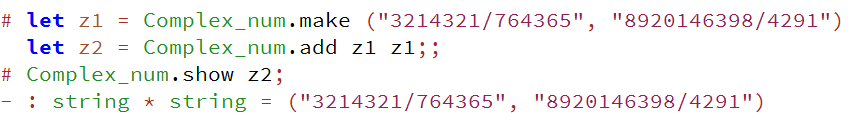 # let z1 = Complex_num.make ("3214321/764365", "8920146398/4291")
  let z2 = Complex_num.add z1 z1;;
# Complex_num.show z2;
- : string * string = ("3214321/764365", "8920146398/4291")